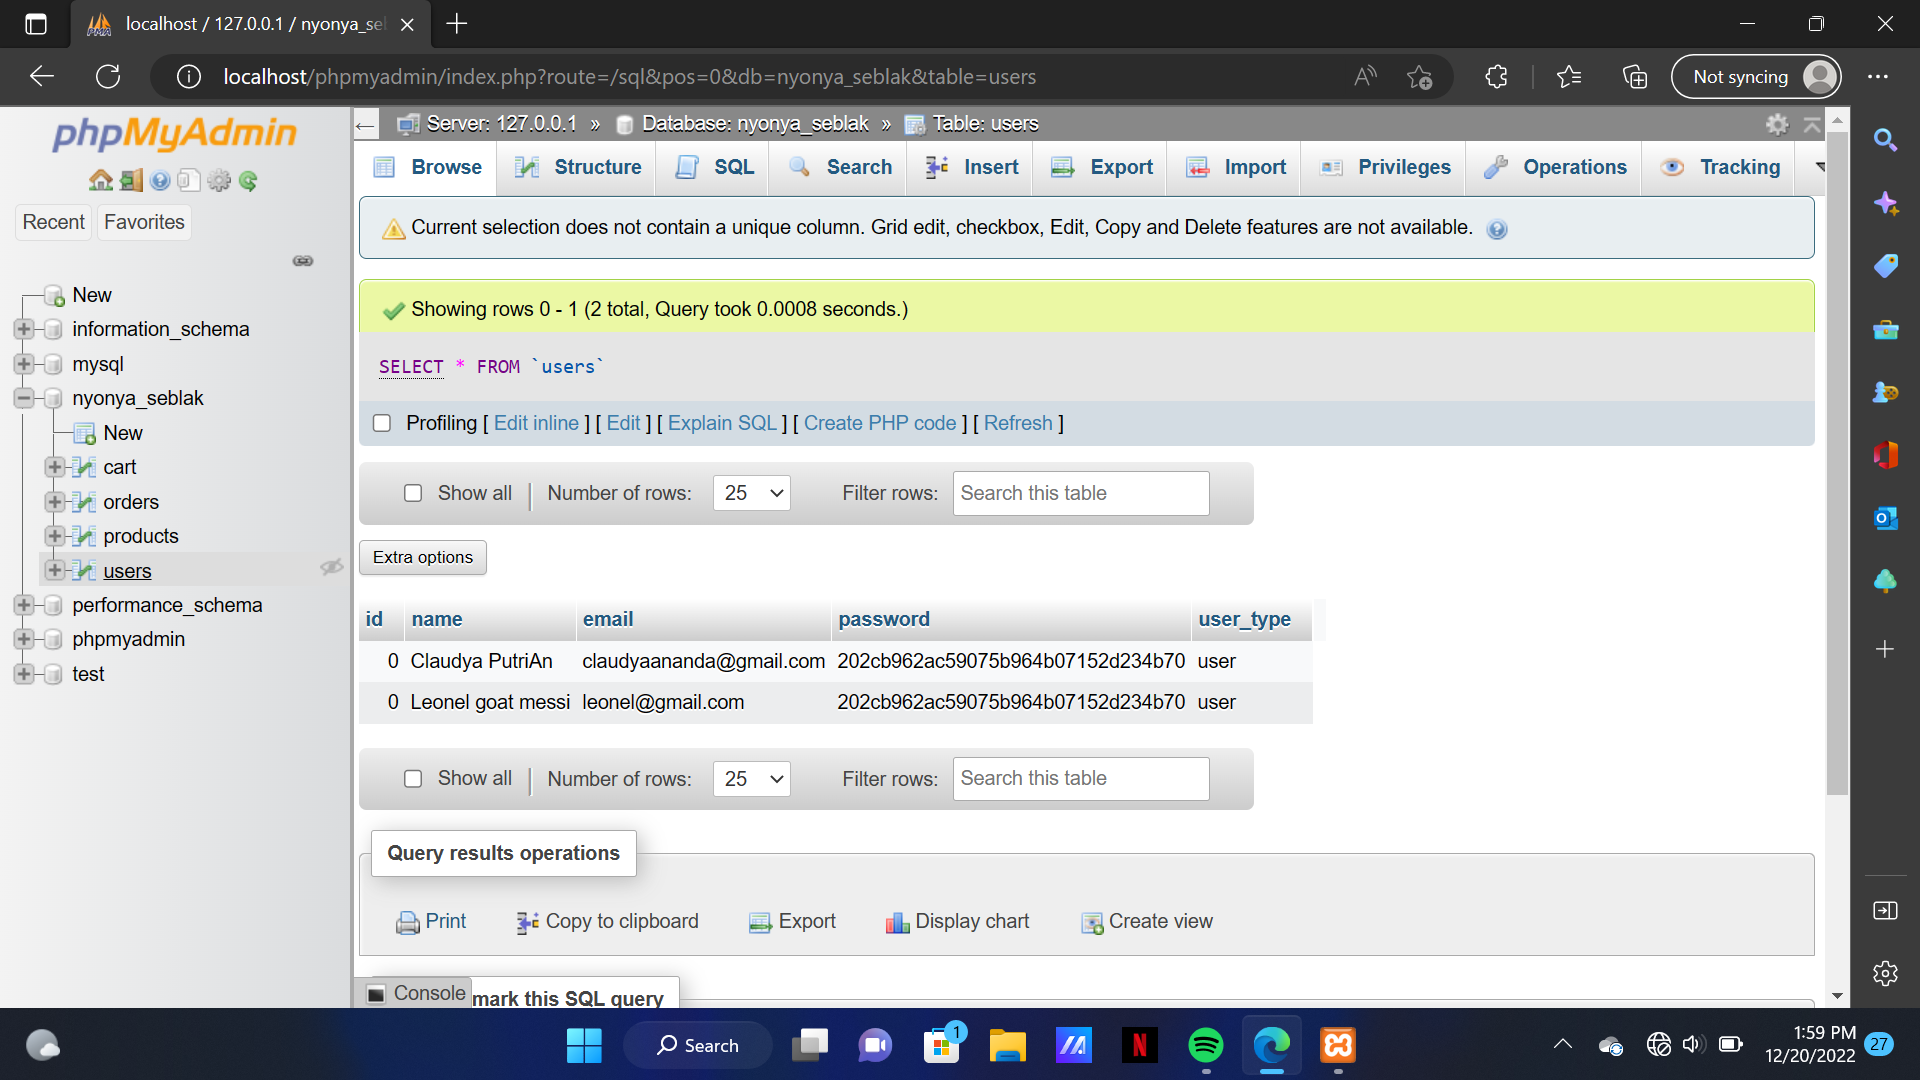 localhost / 127.0.0.1 / nyonya_se
localhost/phpmyadmin/index.php?route=/sql&pos=0&db=nyonya_seblak&table=users
Not syncing
phpMyAdmin
Recent Favorites
New
information_schema
mysql
nyonya_seblak
New
cart
orders
products
users
performance_schema
phpmyadmin
test
Server: 127.0.0.1 » Database: nyonya_seblak » Table: users
Browse Structure SQL Search Insert Export Import Privileges Operations Tracking
Current selection does not contain a unique column. Grid edit, checkbox, Edit, Copy and Delete features are not available.
Showing rows 0 - 1 (2 total, Query took 0.0008 seconds.)
SELECT * FROM `users`
Profiling [ Edit inline ] [ Edit ] [ Explain SQL ] [ Create PHP code ] [ Refresh ]
Show all | Number of rows: 25 Filter rows: Search this table
Extra options
id name email password user_type
0 Claudya PutriAn claudyaananda@gmail.com 202cb962ac59075b964b07152d234b70 user
0 Leonel goat messi leonel@gmail.com 202cb962ac59075b964b07152d234b70 user
Show all | Number of rows: 25 Filter rows: Search this table
Query results operations
Print Copy to clipboard Export Display chart Create view
Console mark this SQL query
Search
1
1:59 PM
12/20/2022
27